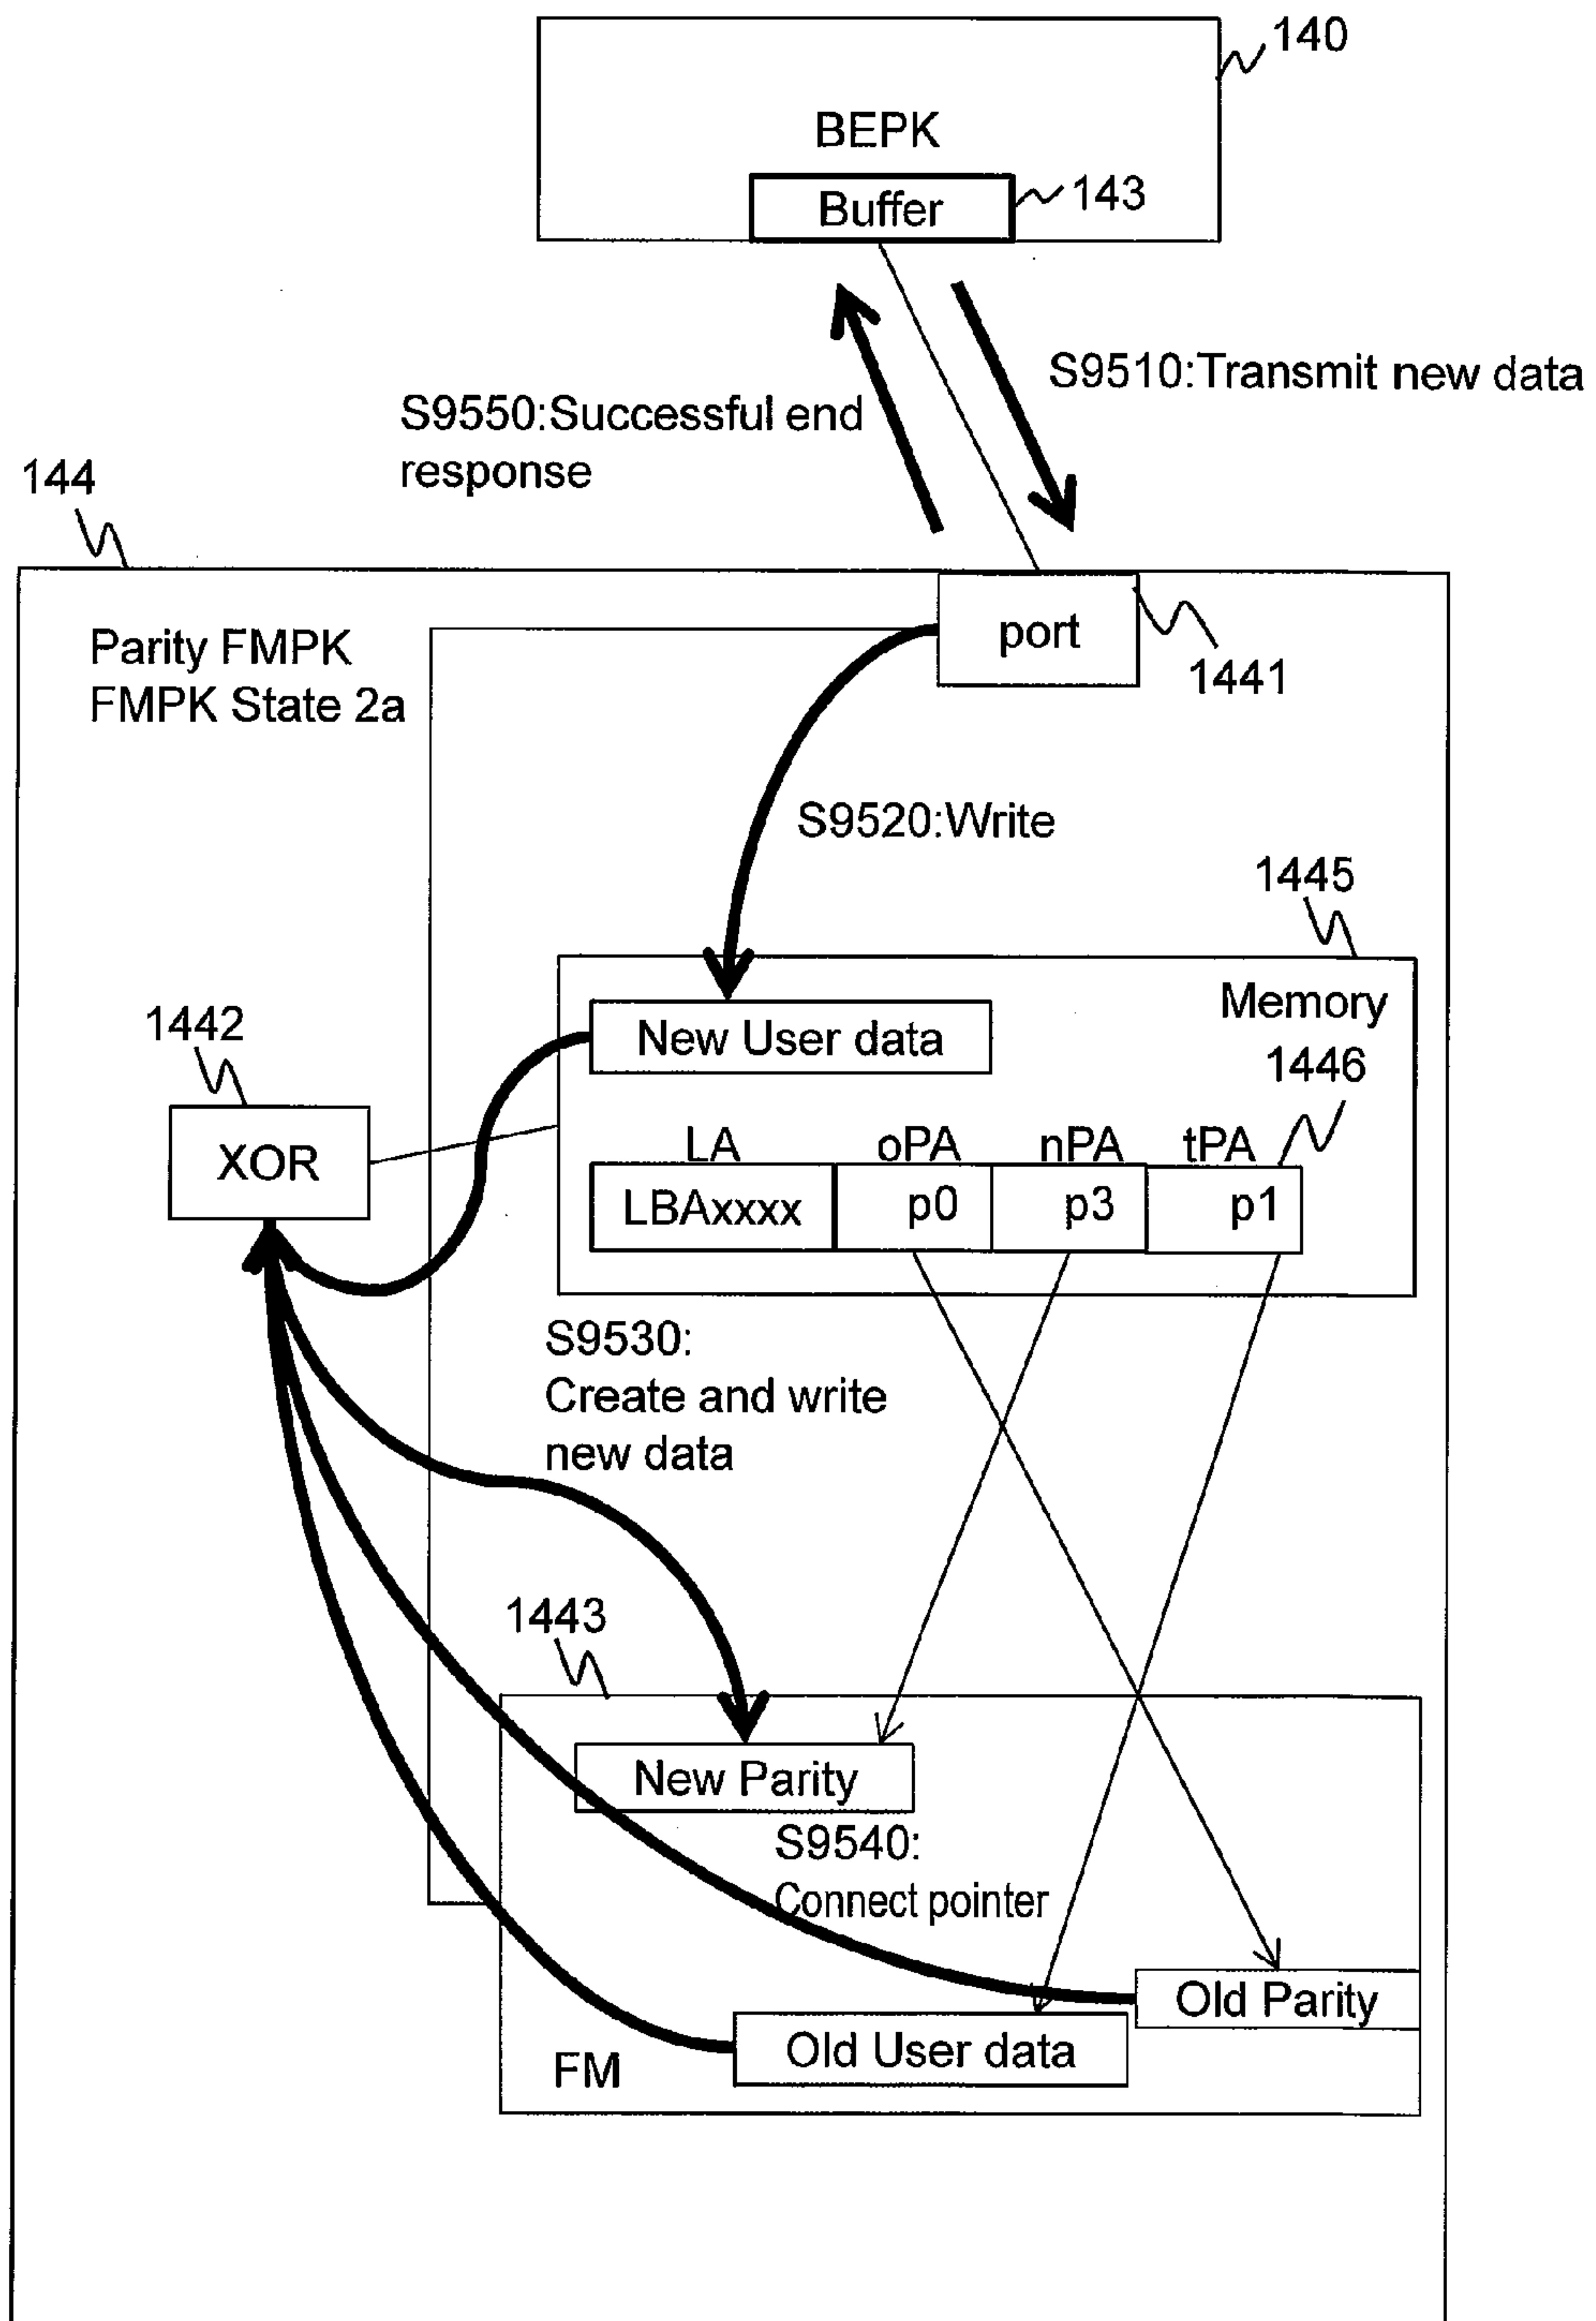 140
BEPK
143
Buffer
S9510:Transmit new data
S9550:Successful end
response
144
port
Parity FMPK
FMPK State 2a
1441
S9520:Write
1445
Memory
1442
New User data
1446
XOR
LA oPA nPA tPA
LBAxxxx p0 p3 p1
S9530:
Create and write
new data
1443
New Parity
S9540:
Connect pointer
Old Parity
Old User data
FM